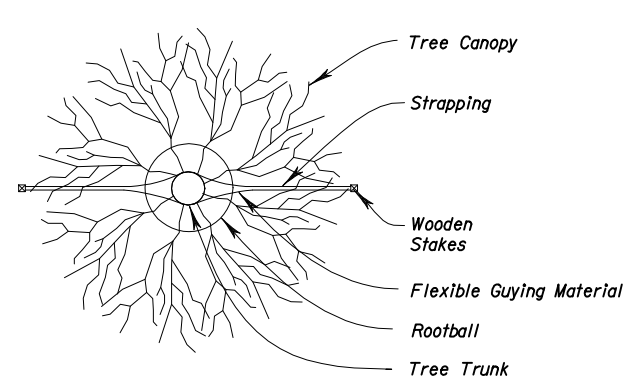 Tree Canopy
Strapping
Wooden
Stakes
Flexible Guying Material
Rootball
Tree Trunk